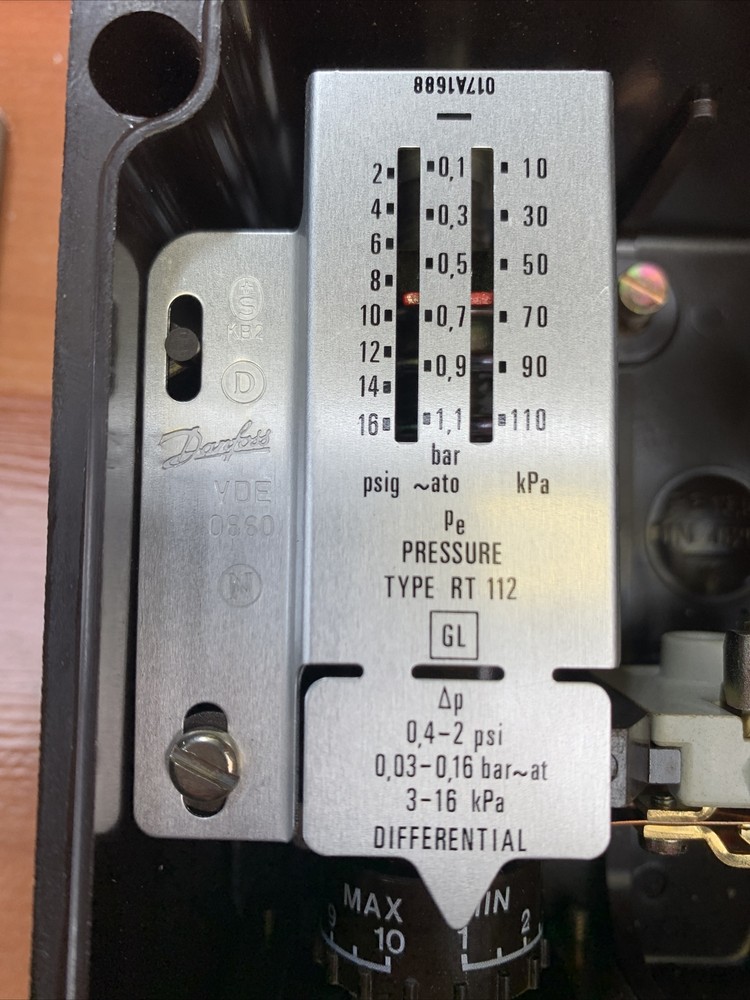 017A1688
2 0,1 10
4 0,3 30
6 0,5 50
8
10 0,7 70
12 0,9 90
14
16 1,1 110
bar
psig ~ato kPa
pe
PRESSURE
TYPE RT 112
GL
Δp
0,4-2 psi
0,03-0,16 bar~at
3-16 kPa
DIFFERENTIAL
+S
KB2
D
Danfoss
VDE
0860
N
MAX MIN
9 10 1 2